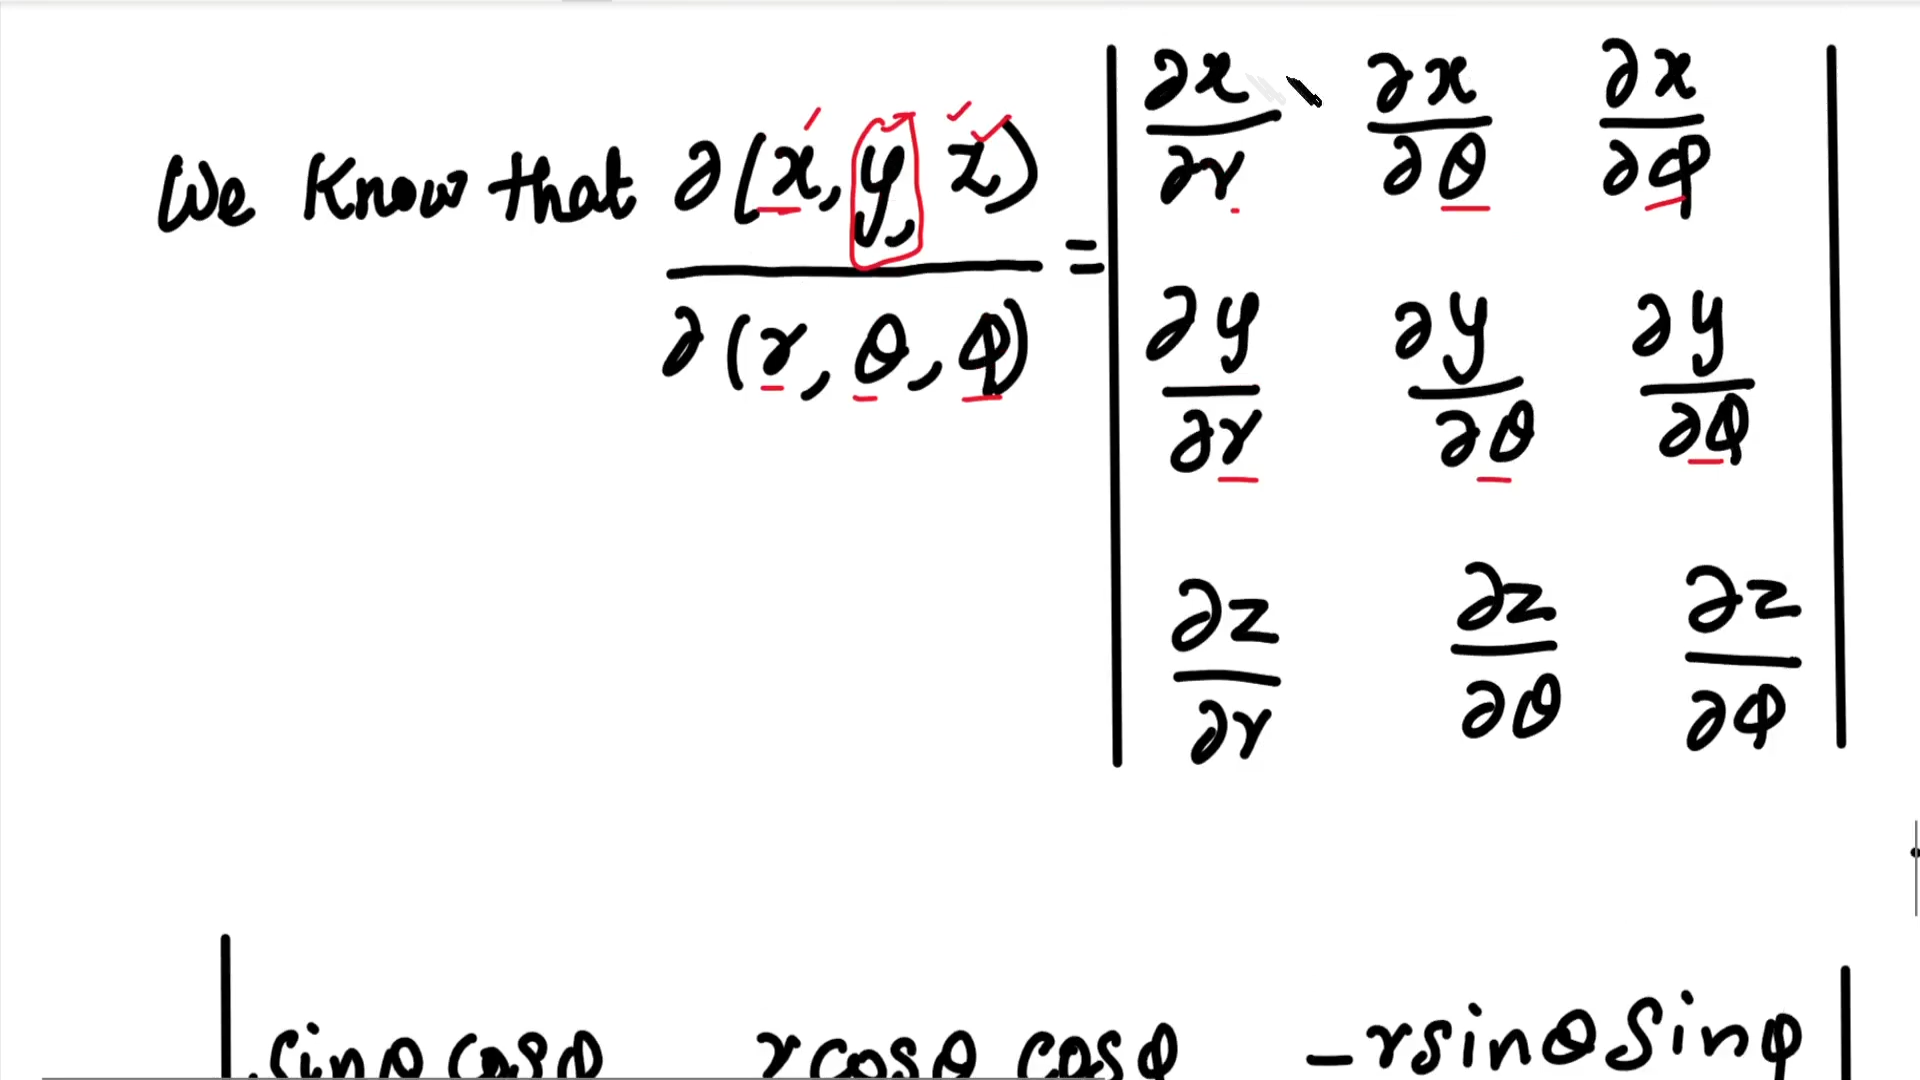 We Know that ∂(x, y, z) / ∂(r, θ, φ) =
| ∂x/∂r ∂x/∂θ ∂x/∂φ |
| ∂y/∂r ∂y/∂θ ∂y/∂φ |
| ∂z/∂r ∂z/∂θ ∂z/∂φ |
| sinθ cosφ r cosθ cosφ -r sinθ sinφ |